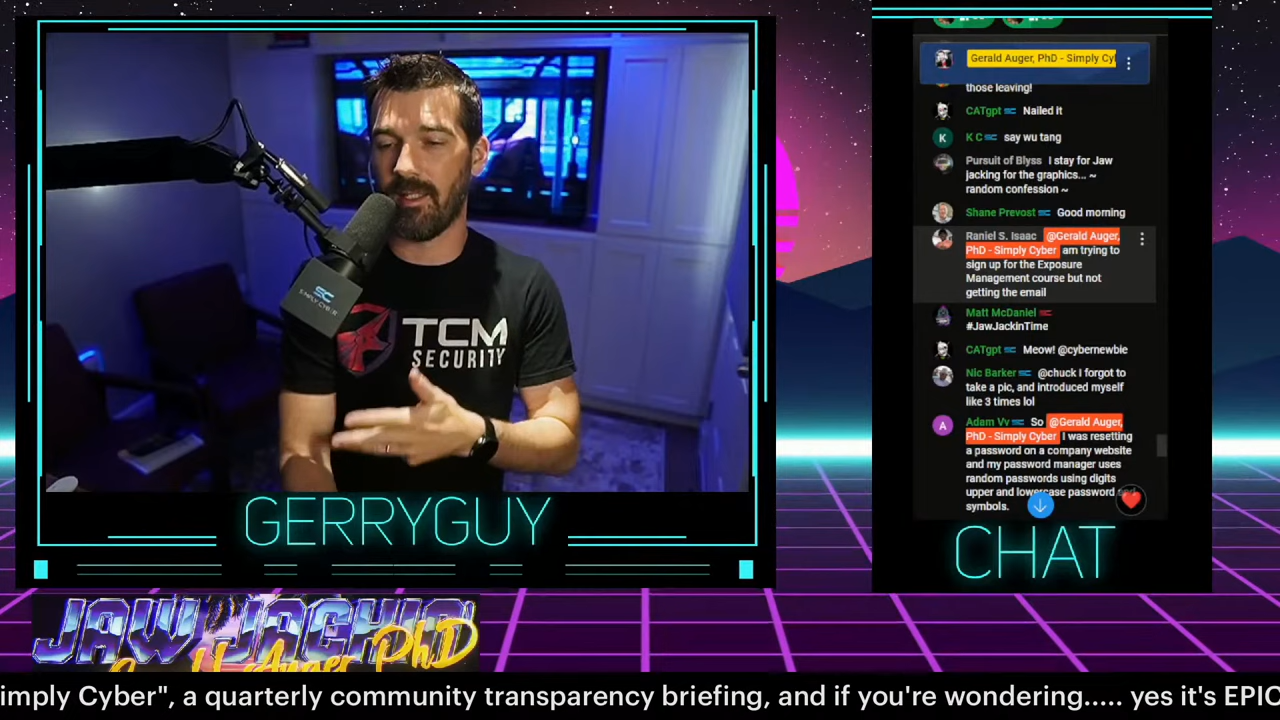 SIMPLY CYBER
TCM
SECURITY
GERRYGUY
JAW JACKIN'
Gerald Auger PhD
Gerald Auger, PhD - Simply Cy
those leaving!
CATgpt Nailed it
K
K C say wu tang
Pursuit of Blyss I stay for Jaw
jacking for the graphics... ~
random confession ~
Shane Prevost Good morning
Raniel S. Isaac @Gerald Auger,
PhD - Simply Cyber am trying to
sign up for the Exposure
Management course but not
getting the email
Matt McDaniel
#JawJackinTime
CATgpt Meow! @cybernewbie
Nic Barker @chuck I forgot to
take a pic, and introduced myself
like 3 times lol
A
Adam Vy So @Gerald Auger,
PhD - Simply Cyber I was resetting
a password on a company website
and my password manager uses
random passwords using digits
upper and lowercase password
symbols.
CHAT
imply Cyber", a quarterly community transparency briefing, and if you're wondering..... yes it's EPIC